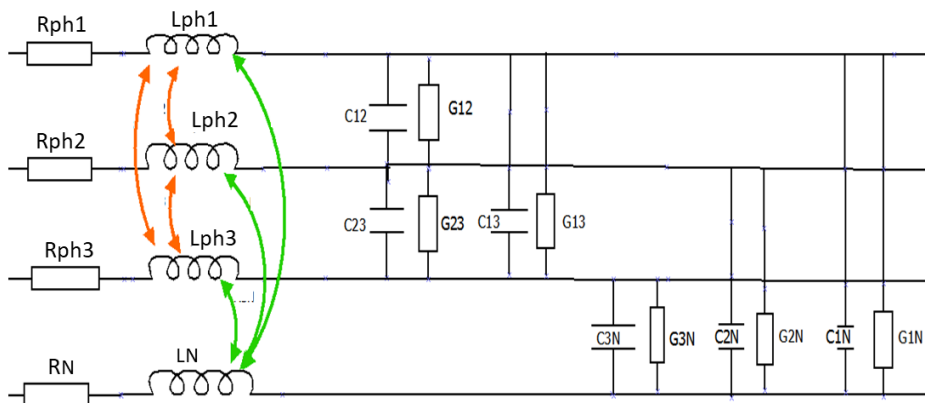 Rph1
Lph1
C12
G12
Rph2
Lph2
C23
G23
C13
G13
Rph3
Lph3
C3N
G3N
C2N
G2N
C1N
G1N
RN
LN